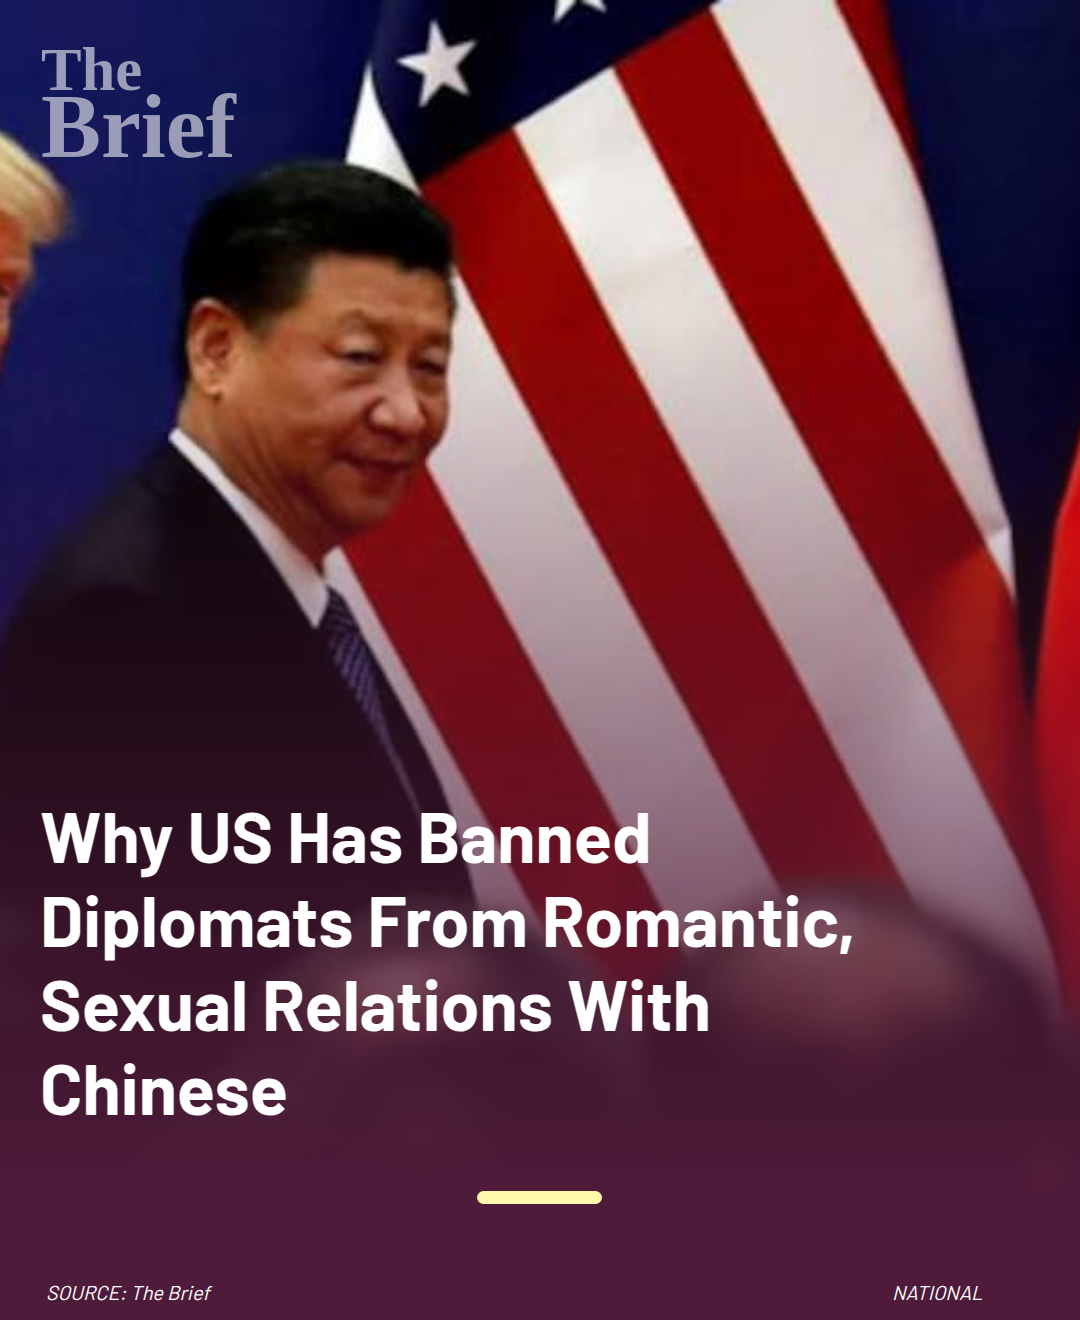 The
Brief
Why US Has Banned
Diplomats From Romantic,
Sexual Relations With
Chinese
SOURCE: The Brief
NATIONAL